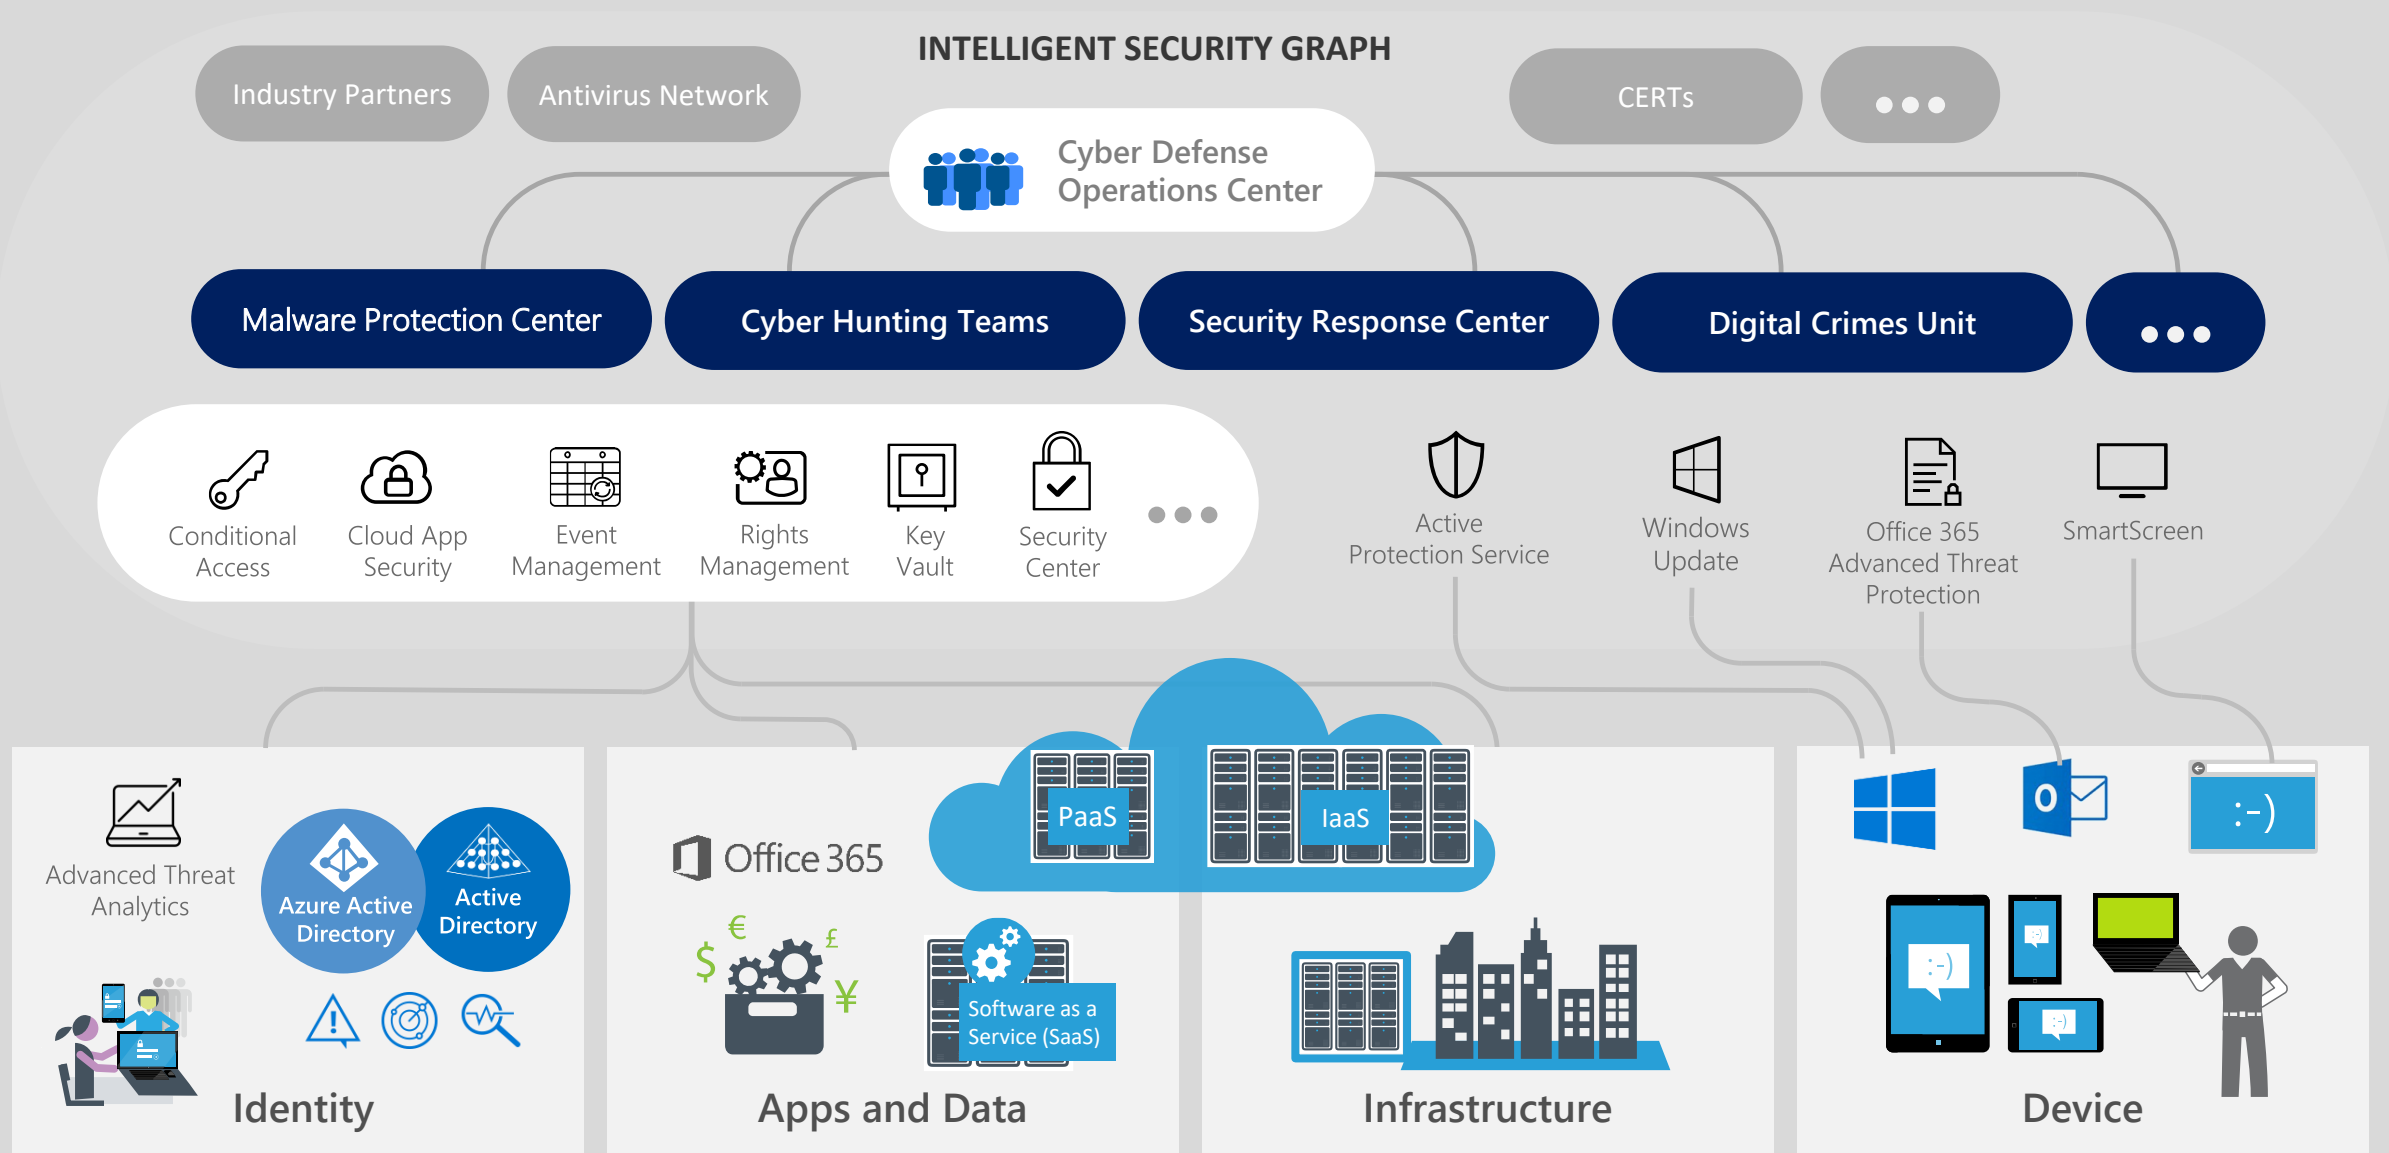 INTELLIGENT SECURITY GRAPH
Industry Partners
Antivirus Network
CERTs
Cyber Defense
Operations Center
Malware Protection Center
Cyber Hunting Teams
Security Response Center
Digital Crimes Unit
Conditional
Access
Cloud App
Security
Event
Management
Rights
Management
Key
Vault
Security
Center
Active
Protection Service
Windows
Update
Office 365
Advanced Threat
Protection
SmartScreen
Advanced Threat
Analytics
Azure Active
Directory
Active
Directory
Identity
Office 365
PaaS
$
€
£
¥
Software as a
Service (SaaS)
Apps and Data
IaaS
Infrastructure
O
:-)
:-)
:-)
:-)
Device